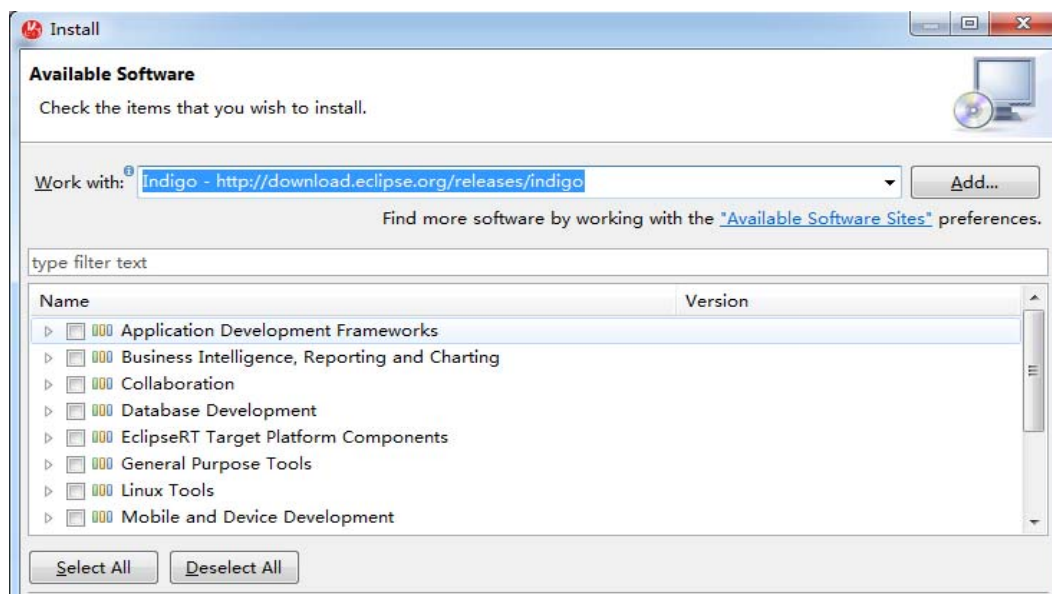 Install
Available Software
Check the items that you wish to install.
Work with: Indigo - http://download.eclipse.org/releases/indigo Add...
Find more software by working with the "Available Software Sites" preferences.
type filter text
Name Version
Application Development Frameworks
Business Intelligence, Reporting and Charting
Collaboration
Database Development
EclipseRT Target Platform Components
General Purpose Tools
Linux Tools
Mobile and Device Development
Select All Deselect All